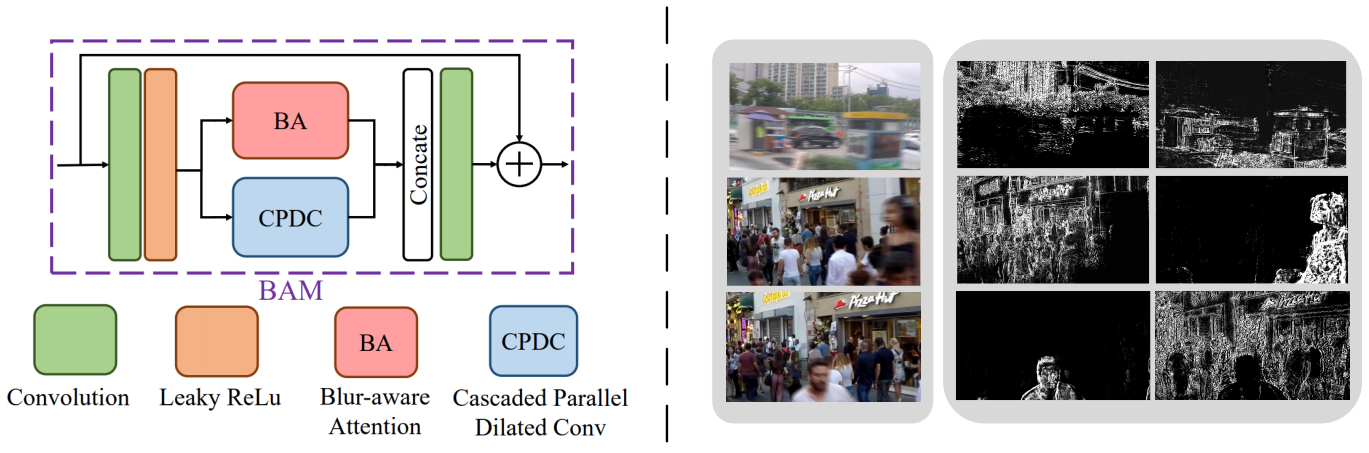 BA
CPDC
Concate
BAM
BA
CPDC
Convolution
Leaky ReLu
Blur-aware
Attention
Cascaded Parallel
Dilated Conv
Pizza Hut
Pizza Hut